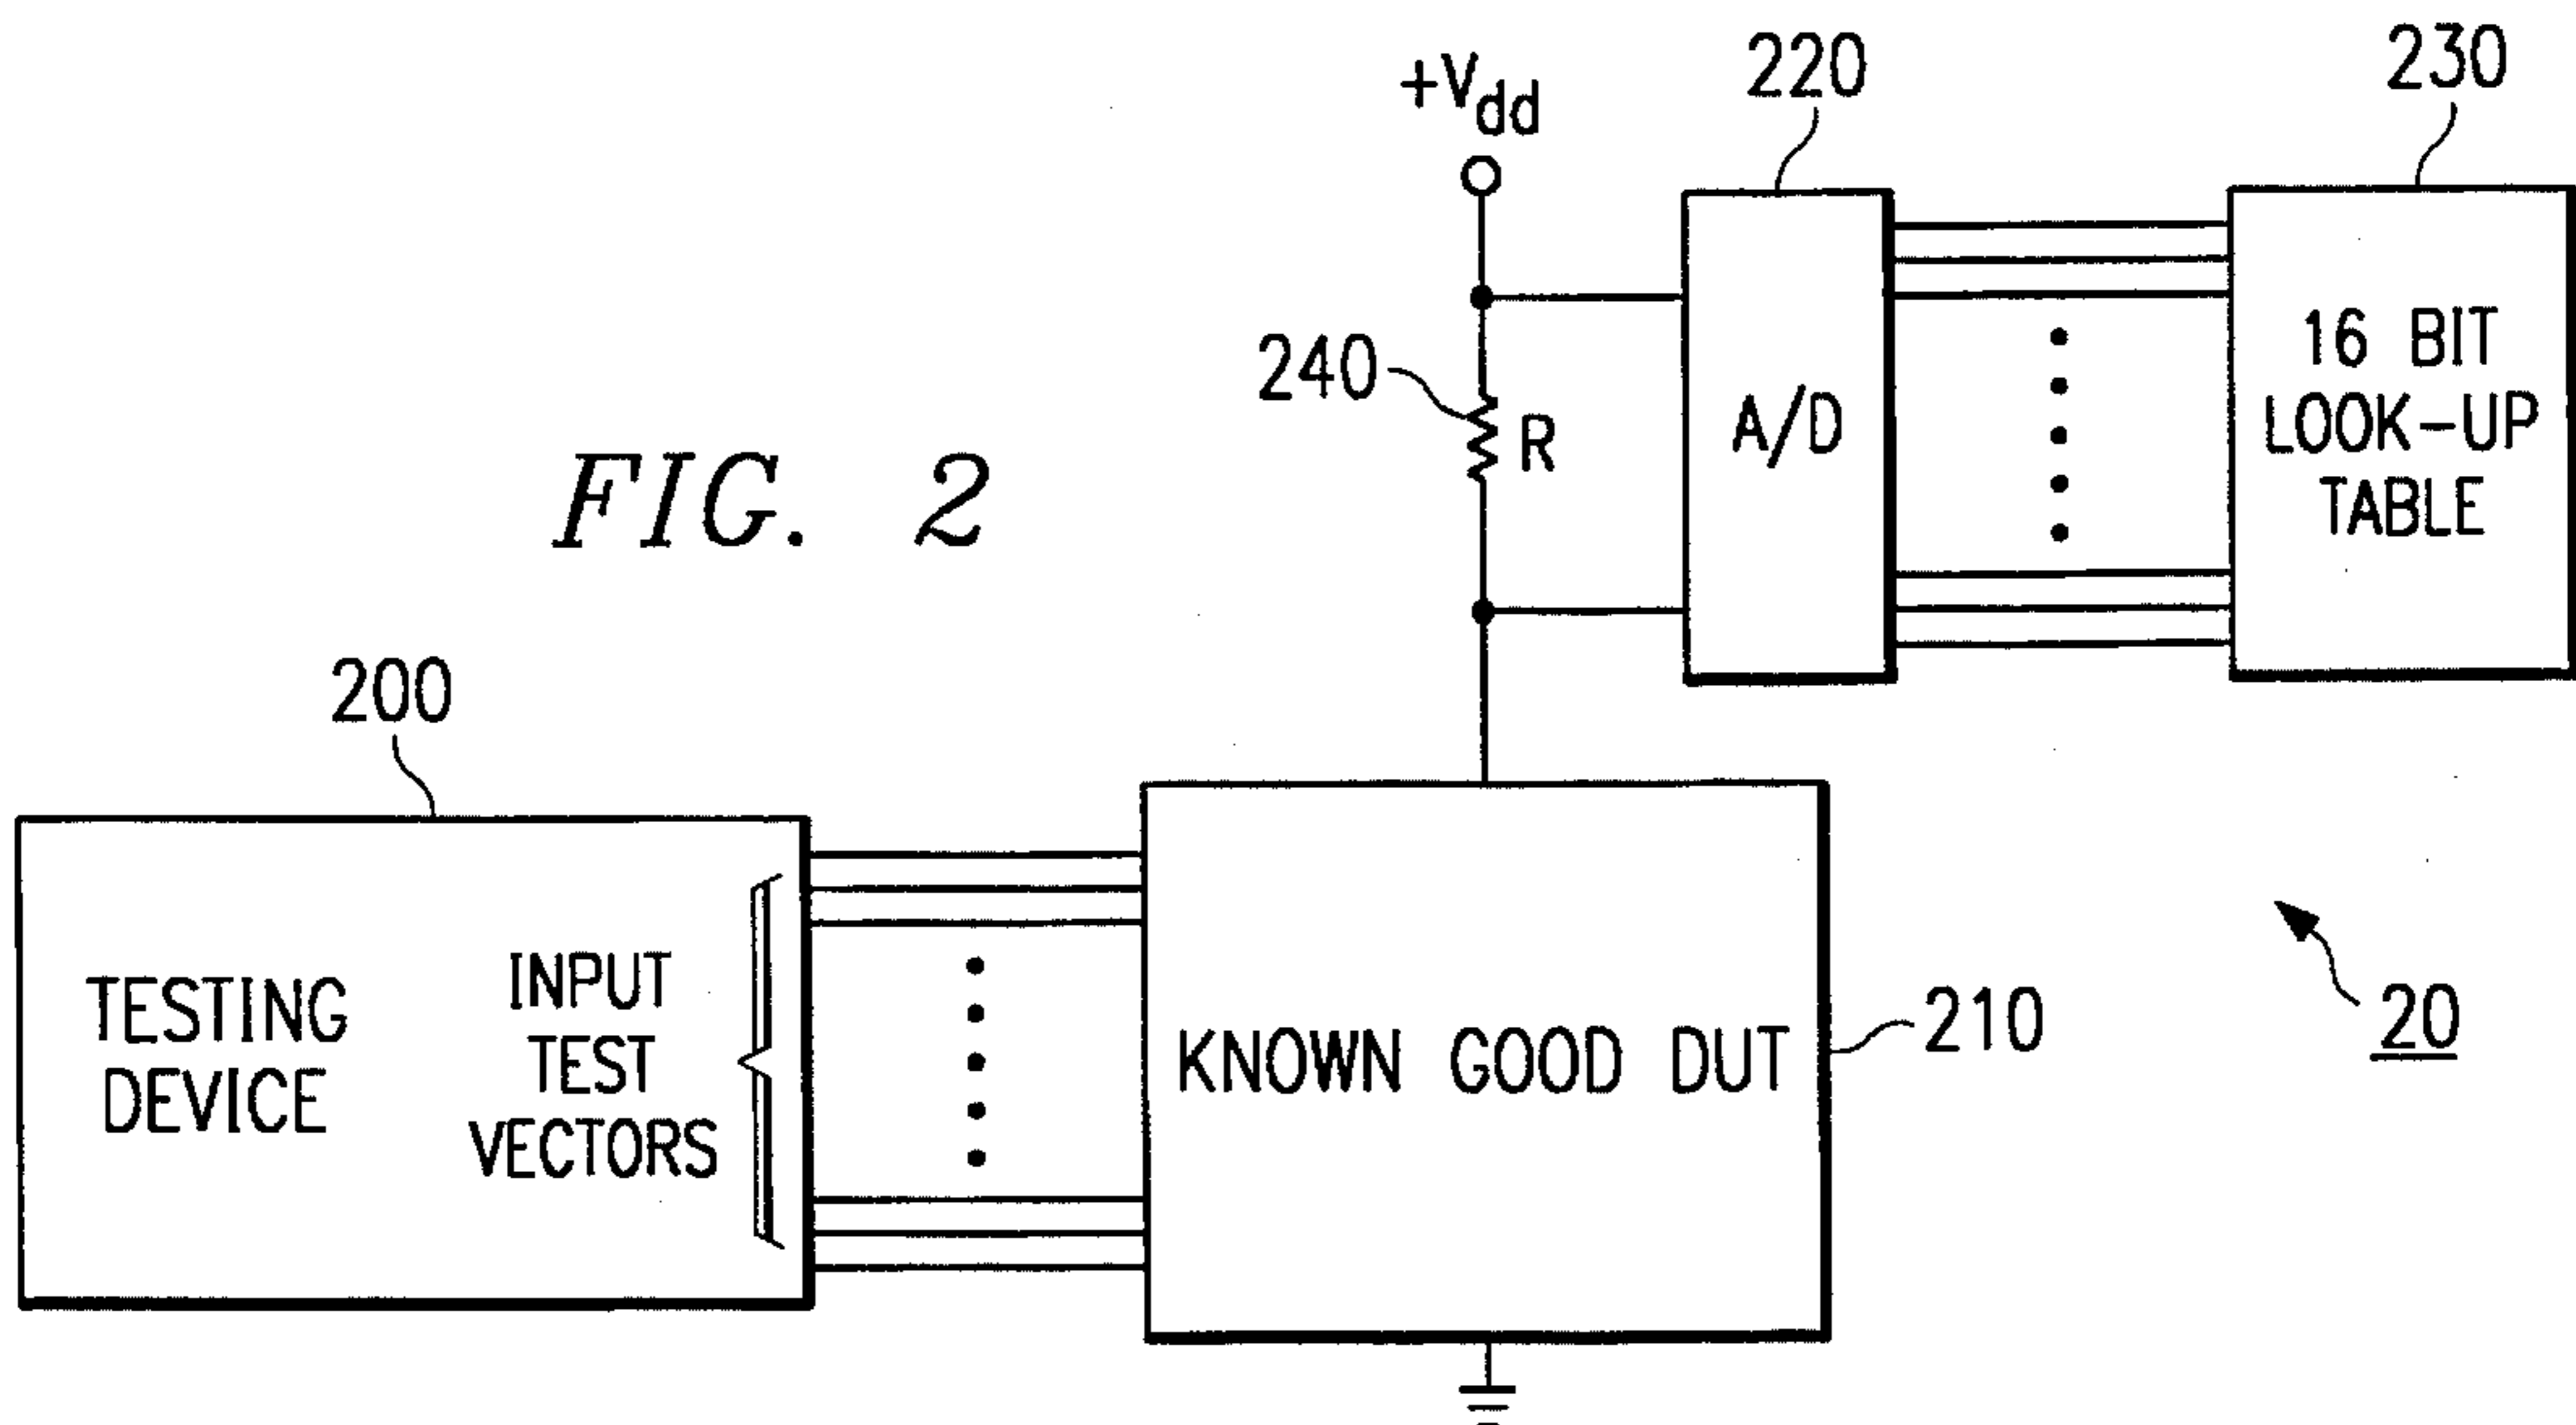 +Vdd
220
230
240
R
A/D
16 BIT
LOOK-UP
TABLE
FIG. 2
200
TESTING
DEVICE
INPUT
TEST
VECTORS
KNOWN GOOD DUT
210
20